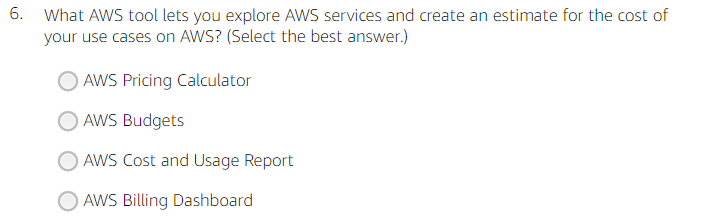 6. What AWS tool lets you explore AWS services and create an estimate for the cost of
your use cases on AWS? (Select the best answer.)
AWS Pricing Calculator
AWS Budgets
AWS Cost and Usage Report
AWS Billing Dashboard